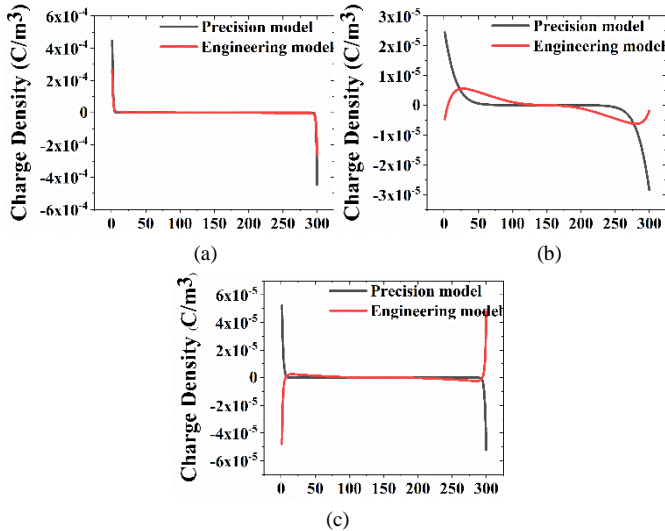 6x10⁻⁴
4x10⁻⁴
2x10⁻⁴
0
-2x10⁻⁴
-4x10⁻⁴
-6x10⁻⁴
Charge Density (C/m³)
Precision model
Engineering model
0 50 100 150 200 250 300
(a)
3x10⁻⁵
2x10⁻⁵
1x10⁻⁵
0
-1x10⁻⁵
-2x10⁻⁵
-3x10⁻⁵
Charge Density (C/m³)
Precision model
Engineering model
0 50 100 150 200 250 300
(b)
6x10⁻⁵
4x10⁻⁵
2x10⁻⁵
0
-2x10⁻⁵
-4x10⁻⁵
-6x10⁻⁵
Charge Density (C/m³)
Precision model
Engineering model
0 50 100 150 200 250 300
(c)